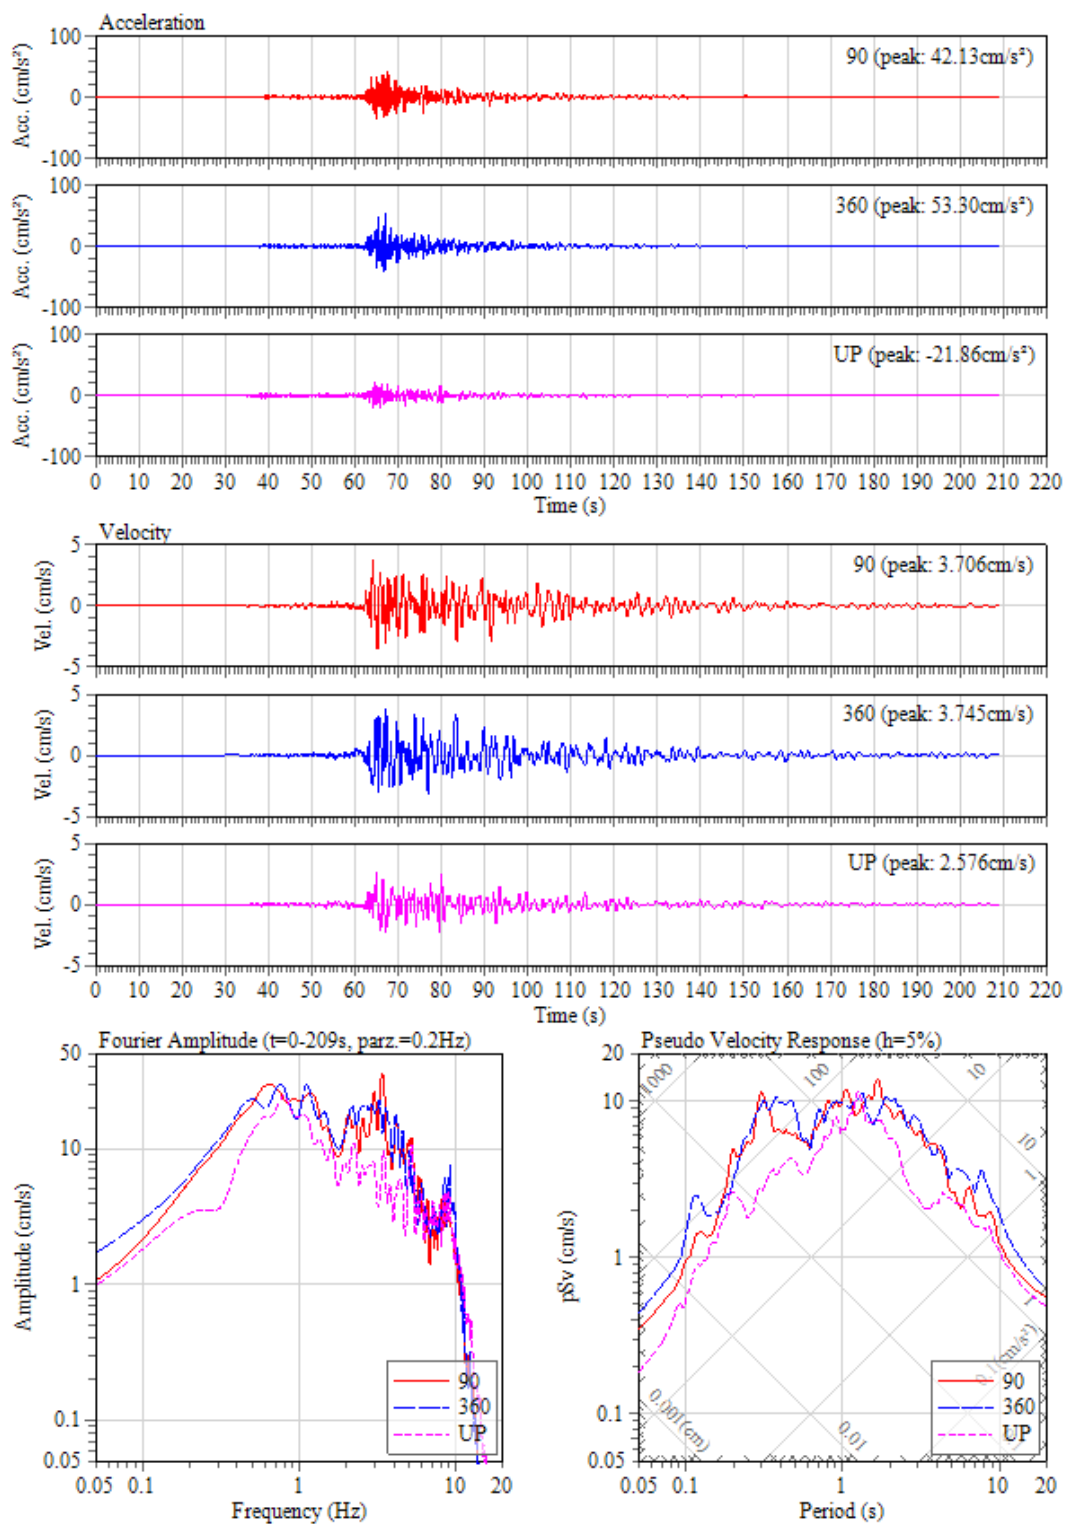 Acceleration
100
0
-100
Acc. (cm/s²)
90 (peak: 42.13cm/s²)
100
0
-100
Acc. (cm/s²)
360 (peak: 53.30cm/s²)
100
0
-100
Acc. (cm/s²)
UP (peak: -21.86cm/s²)
0 10 20 30 40 50 60 70 80 90 100 110 120 130 140 150 160 170 180 190 200 210 220
Time (s)
Velocity
5
0
-5
Vel. (cm/s)
90 (peak: 3.706cm/s)
5
0
-5
Vel. (cm/s)
360 (peak: 3.745cm/s)
5
0
-5
Vel. (cm/s)
UP (peak: 2.576cm/s)
0 10 20 30 40 50 60 70 80 90 100 110 120 130 140 150 160 170 180 190 200 210 220
Time (s)
Fourier Amplitude (t=0-209s, parz.=0.2Hz)
50
10
1
0.1
0.05
Amplitude (cm/s)
90
360
UP
0.05 0.1 1 10 20
Frequency (Hz)
Pseudo Velocity Response (h=5%)
20
10
1
0.1
0.05
pSv (cm/s)
1000
100
10
10
1
1
0.1(cm/s²)
0.001(cm)
0.01
90
360
UP
0.05 0.1 1 10 20
Period (s)